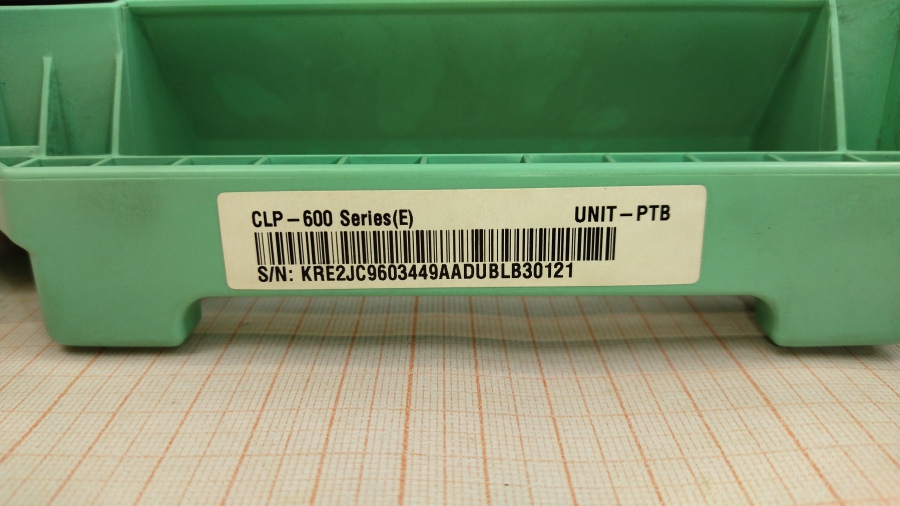 CLP-600 Series(E) UNIT-PTB
S/N: KRE2JC9603449AADUBLB30121